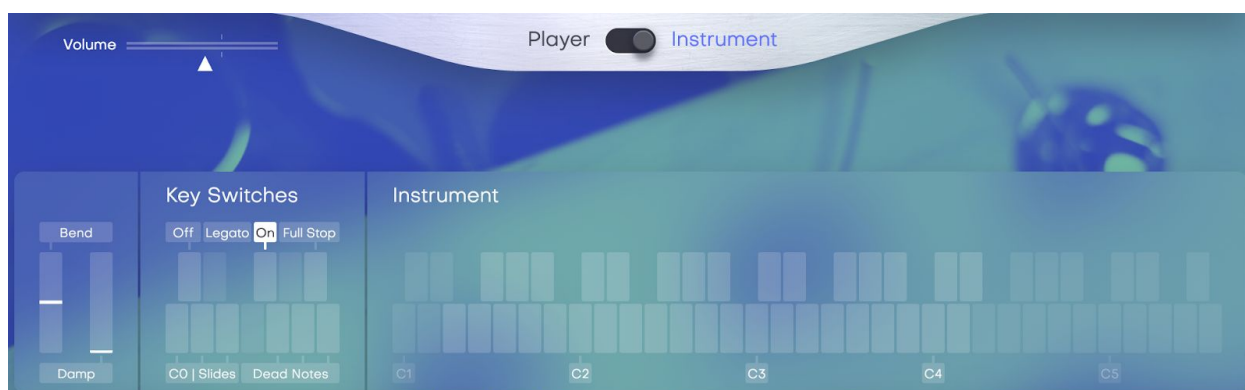 Volume
Player Instrument
Key Switches
Instrument
Bend
Off Legato On Full Stop
Damp
C0 | Slides Dead Notes
C1 C2 C3 C4 C5